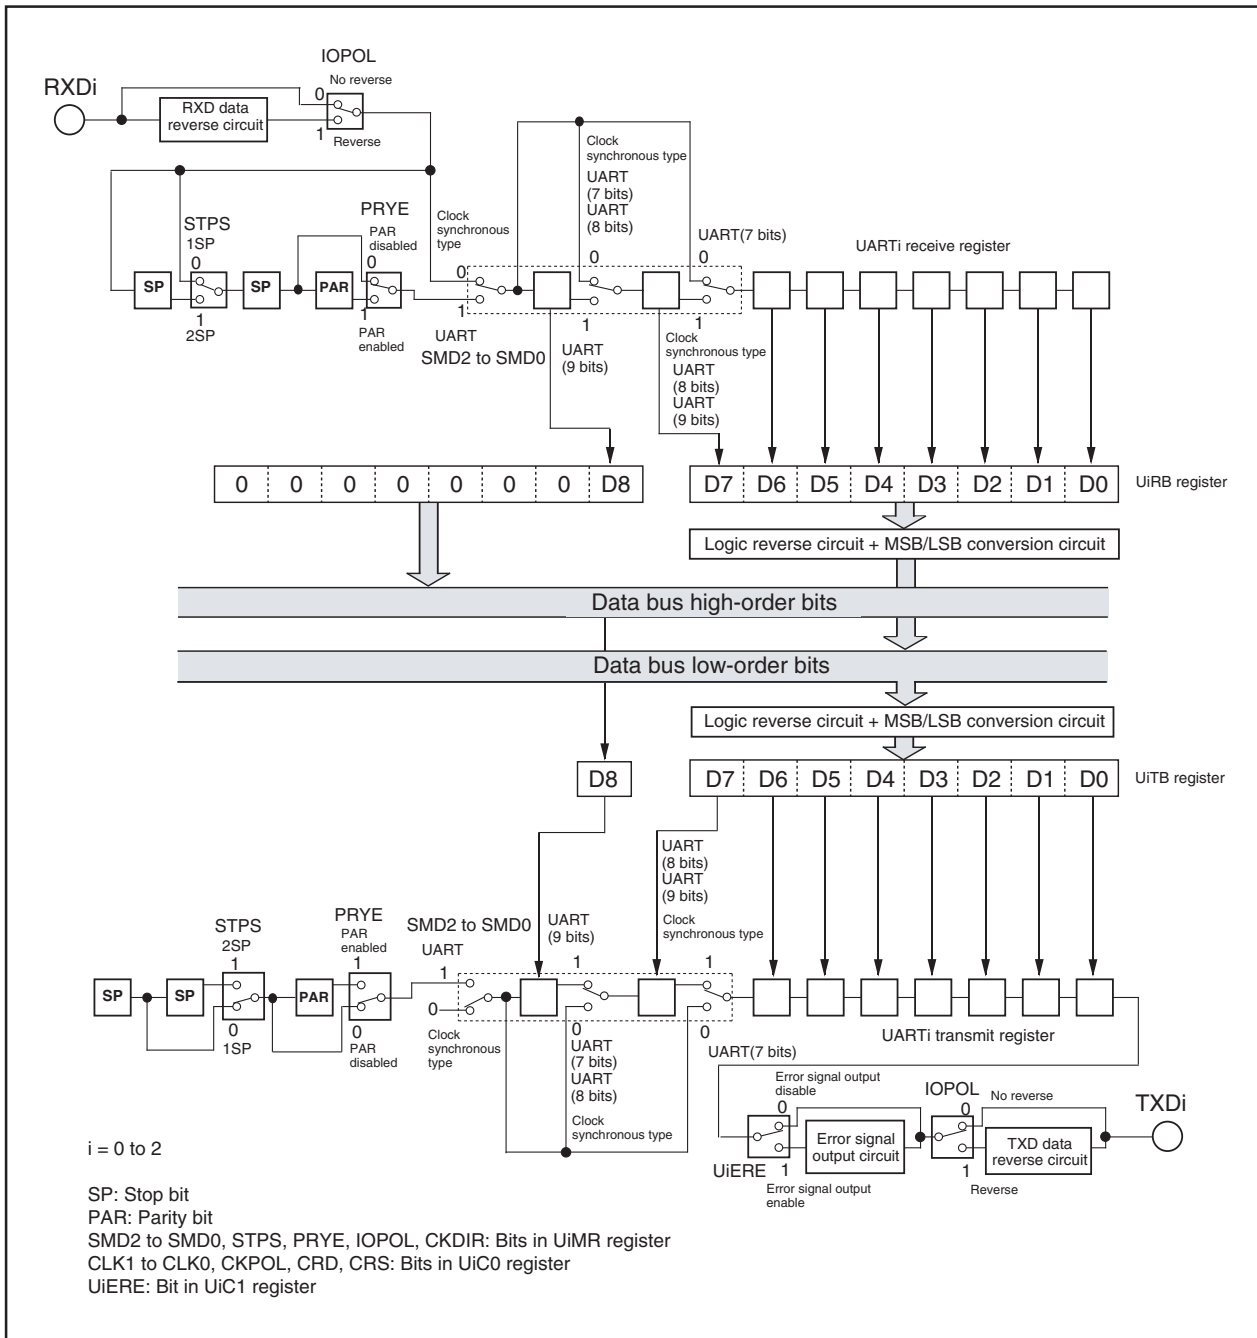 IOPOL
No reverse
RXDi
0
RXD data
reverse circuit
1
Reverse
Clock
synchronous type
UART
(7 bits)
UART
(8 bits)
STPS
1SP
0
PRYE
PAR
disabled
0
Clock
synchronous
type
UART(7 bits)
UARTi receive register
0
0
0
SP
SP
PAR
1
2SP
1
PAR
enabled
1
UART
SMD2 to SMD0
1
UART
(9 bits)
1
Clock
synchronous type
UART
(8 bits)
UART
(9 bits)
0 0 0 0 0 0 0 D8
D7 D6 D5 D4 D3 D2 D1 D0
UiRB register
Logic reverse circuit + MSB/LSB conversion circuit
Data bus high-order bits
Data bus low-order bits
Logic reverse circuit + MSB/LSB conversion circuit
D8
D7 D6 D5 D4 D3 D2 D1 D0
UiTB register
UART
(8 bits)
UART
(9 bits)
Clock
synchronous type
STPS
2SP
1
PRYE
PAR
enabled
1
SMD2 to SMD0
UART
1
UART
(9 bits)
1
1
SP
SP
PAR
0
1SP
0
PAR
disabled
0
Clock
synchronous
type
0
UART
(7 bits)
UART
(8 bits)
Clock
synchronous type
0
UARTi transmit register
UART(7 bits)
Error signal output
disable
0
IOPOL
0
No reverse
TXDi
Error signal
output circuit
TXD data
reverse circuit
UiERE
1
Error signal output
enable
1
Reverse
i = 0 to 2
SP: Stop bit
PAR: Parity bit
SMD2 to SMD0, STPS, PRYE, IOPOL, CKDIR: Bits in UiMR register
CLK1 to CLK0, CKPOL, CRD, CRS: Bits in UiC0 register
UiERE: Bit in UiC1 register